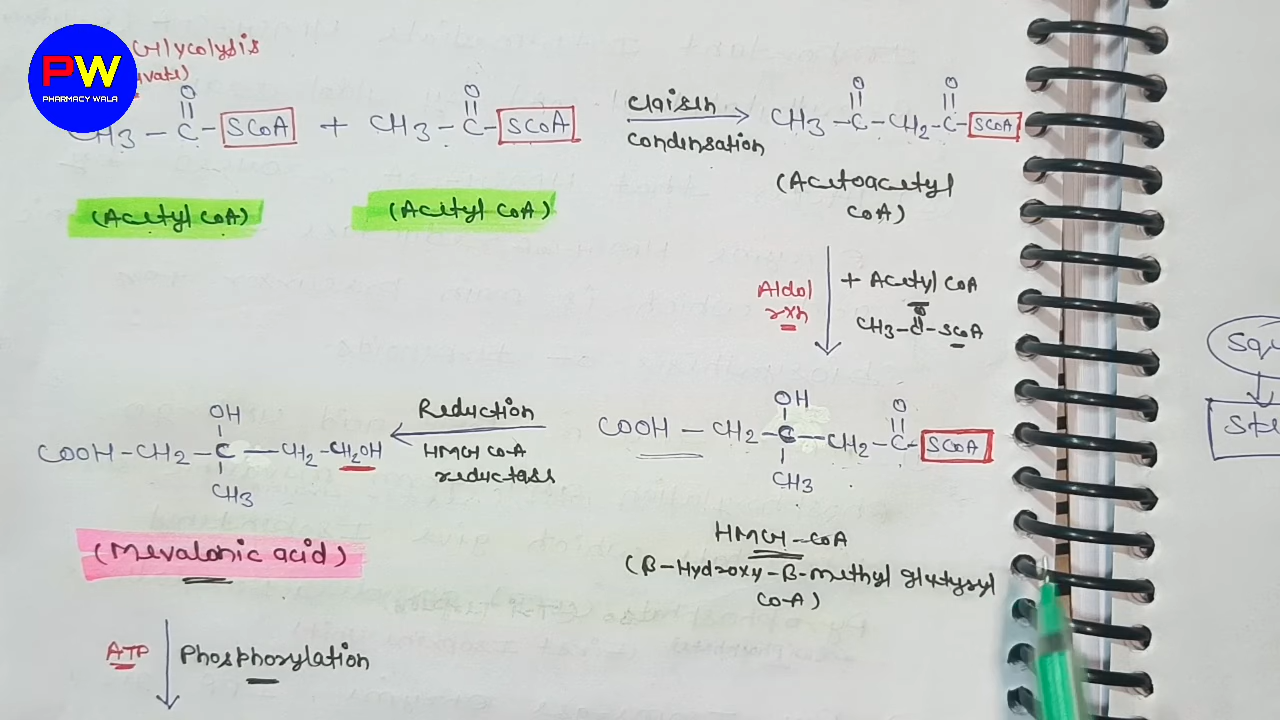 Glycolysis
PW
PHARMACY WALA
CH3 – C – SCoA + CH3 – C – SCoA
O
O
Claisen
Condensation
O O
CH3 – C – CH2 – C – SCoA
(Acetyl CoA)
(Acetyl CoA)
(Acetoacetyl
CoA)
Aldol
rxn
+ Acetyl CoA
O
CH3 – C – SCoA
OH
COOH – CH2 – C – CH2 – CH2OH
CH3
Reduction
HMG CoA
reductase
OH O
COOH – CH2 – C – CH2 – C – SCoA
CH3
(Mevalonic acid)
HMG – CoA
(β – Hydroxy – β – methyl glutyryl
Co-A)
ATP
Phosphorylation